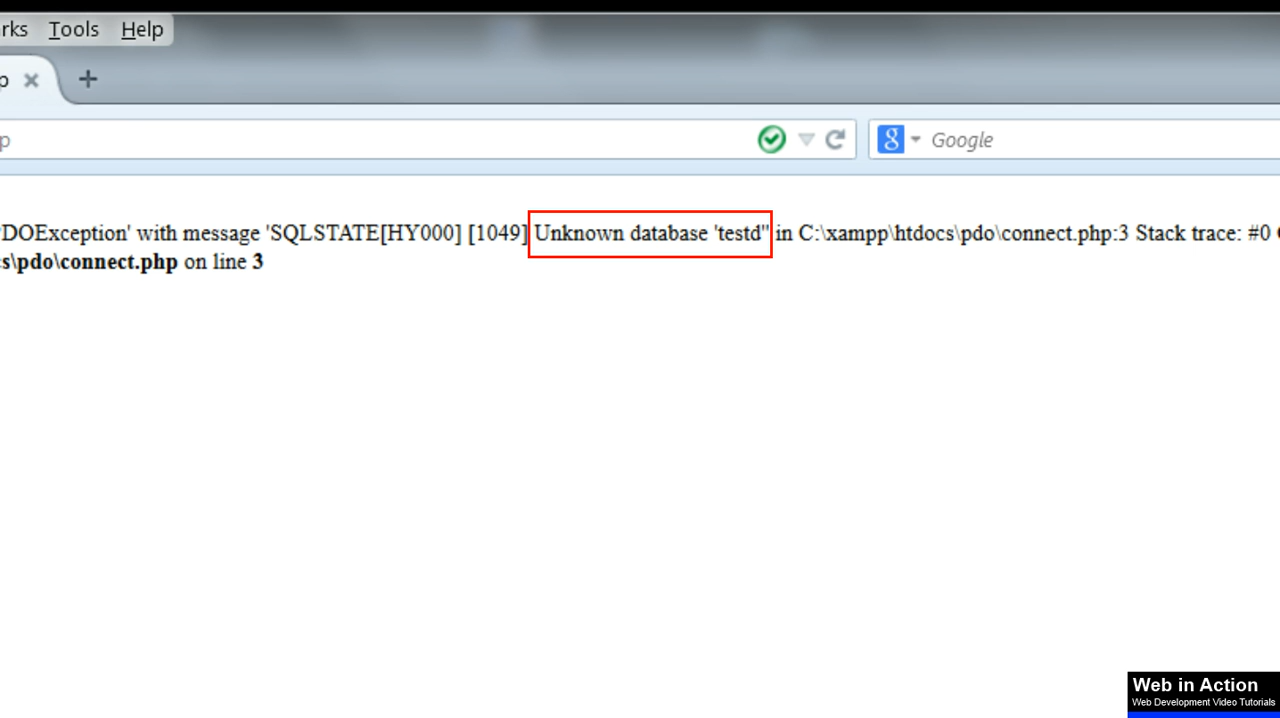 rks Tools Help
p
p Google
DOException' with message 'SQLSTATE[HY000] [1049] Unknown database 'testd'' in C:\xampp\htdocs\pdo\connect.php:3 Stack trace: #0
s\pdo\connect.php on line 3
Web in Action
Web Development Video Tutorials